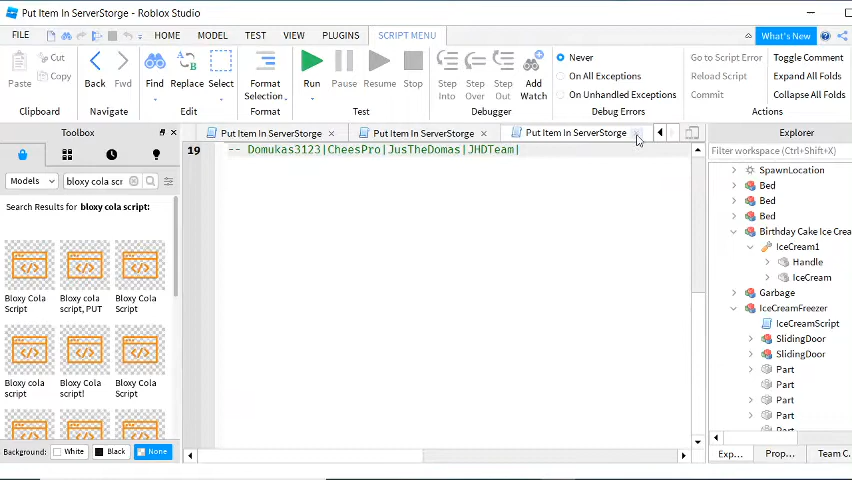 Put Item In ServerStorge - Roblox Studio
FILE HOME MODEL TEST VIEW PLUGINS SCRIPT MENU What's New
Paste Cut Copy Back Fwd Find Replace Select Format Selection Run Pause Resume Stop Step Into Step Over Step Out Add Watch
Never
On All Exceptions
On Unhandled Exceptions
Go to Script Error
Reload Script
Commit
Toggle Comment
Expand All Folds
Collapse All Folds
Clipboard Navigate Edit Format Test Debugger Debug Errors Actions
Toolbox Put Item In ServerStorge Put Item In ServerStorge Put Item In ServerStorge Explorer
19 -- Domukas3123|CheesPro|JusTheDomas|JHDTeam|
Models
bloxy cola scr
Search Results for bloxy cola script:
Bloxy Cola Script
Bloxy cola script, PUT
Bloxy Cola Script
Bloxy cola script
Bloxy Cola script!
Bloxy Cola Script
Background: White Black None
Filter workspace (Ctrl+Shift+X)
SpawnLocation
Bed
Bed
Bed
Birthday Cake Ice Crea
IceCream1
Handle
IceCream
Garbage
IceCreamFreezer
IceCreamScript
SlidingDoor
SlidingDoor
Part
Part
Part
Part
Part
Exp... Prop... Team C.